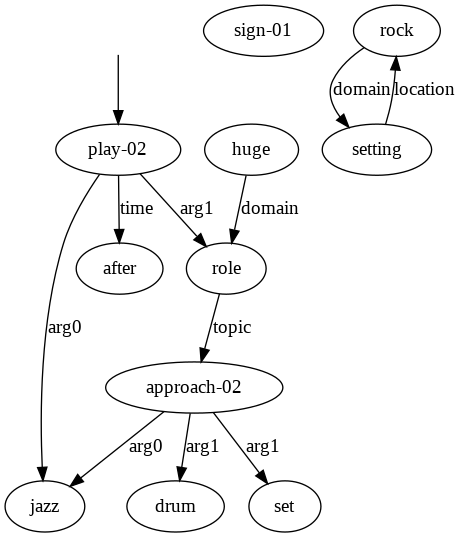 sign-01 rock
domain location
play-02 huge setting
time arg1 domain
after role
arg0 topic
approach-02
arg0 arg1 arg1
jazz drum set